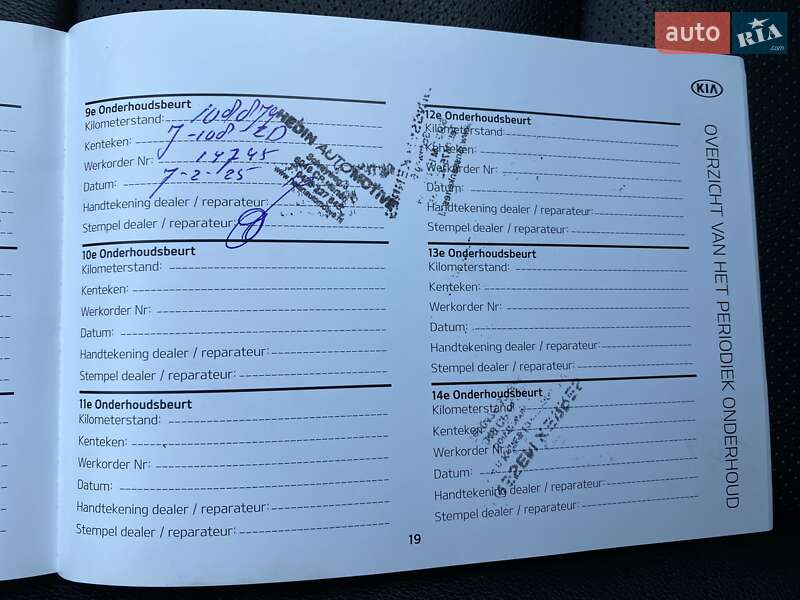 auto RIA .com
KIA
OVERZICHT VAN HET PERIODIEK ONDERHOUD
9e Onderhoudsbeurt
Kilometerstand:
Kenteken:
Werkorder Nr: 14745
Datum: 7-2-25
Handtekening dealer / reparateur:
Stempel dealer / reparateur:
HEDIN AUTOMOTIVE
10e Onderhoudsbeurt
Kilometerstand:
Kenteken:
Werkorder Nr:
Datum:
Handtekening dealer / reparateur:
Stempel dealer / reparateur:
11e Onderhoudsbeurt
Kilometerstand:
Kenteken:
Werkorder Nr:
Datum:
Handtekening dealer / reparateur:
Stempel dealer / reparateur:
12e Onderhoudsbeurt
Kilometerstand:
Kenteken:
Werkorder Nr:
Datum:
Handtekening dealer / reparateur:
Stempel dealer / reparateur:
13e Onderhoudsbeurt
Kilometerstand:
Kenteken:
Werkorder Nr:
Datum:
Handtekening dealer / reparateur:
Stempel dealer / reparateur:
14e Onderhoudsbeurt
Kilometerstand:
Kenteken:
Werkorder Nr:
Datum:
Handtekening dealer / reparateur:
Stempel dealer / reparateur:
19